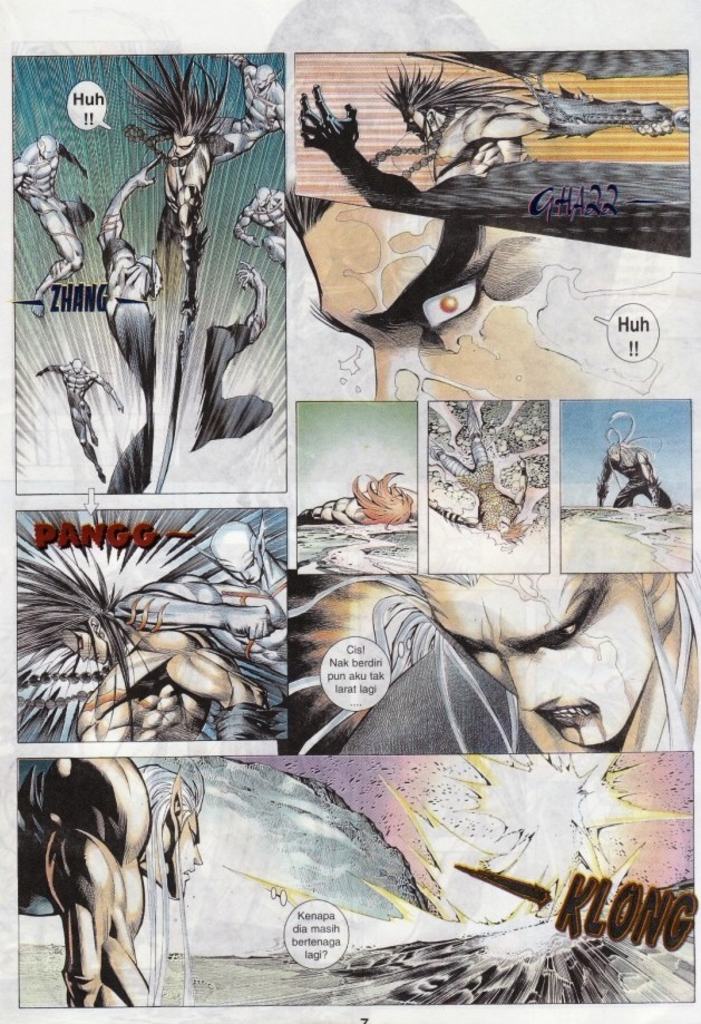 Huh
!!
ZHANG
GHAZZ
Huh
!!
PANGG
Cis!
Nak berdiri
pun aku tak
larat lagi
....
Kenapa
dia masih
bertenaga
lagi?
KLONG
7